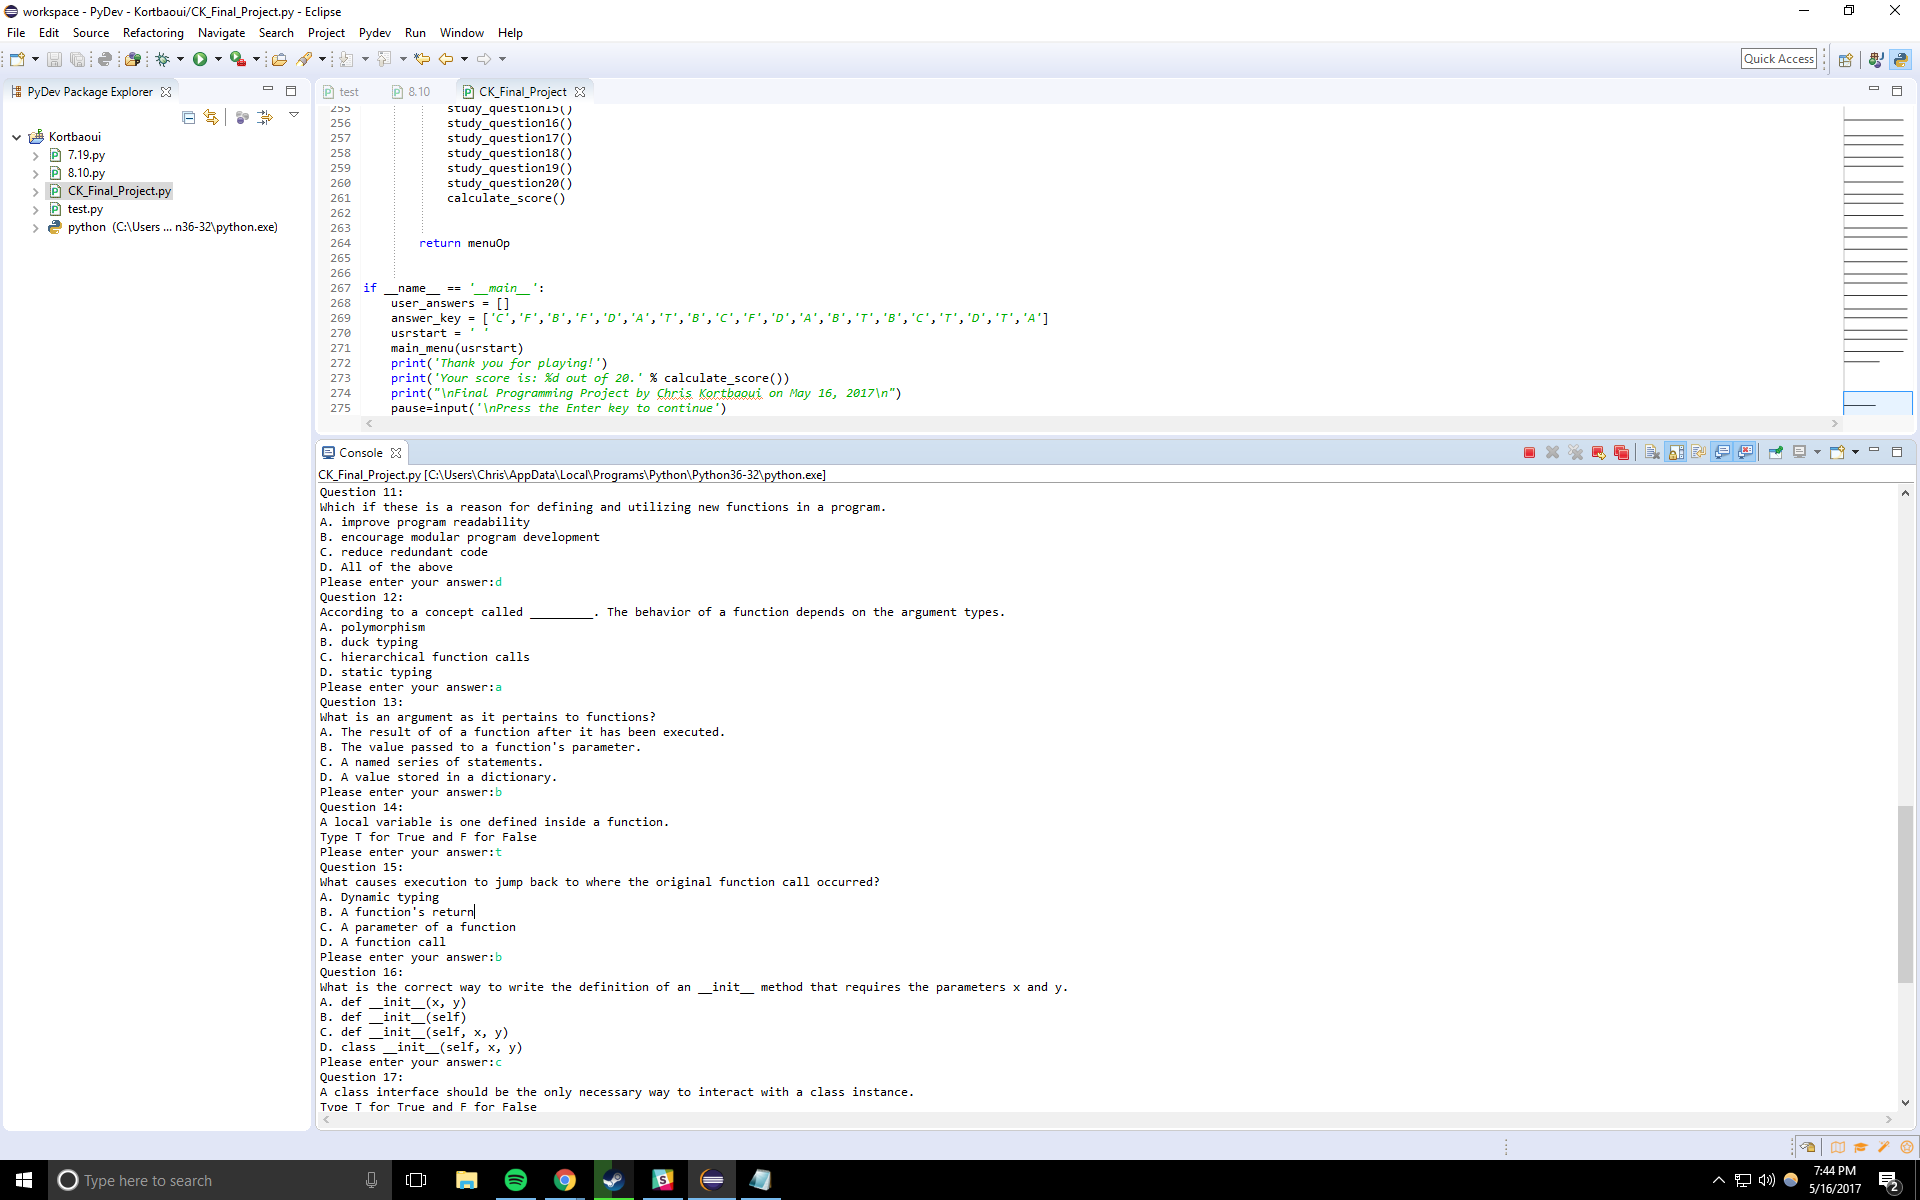 workspace - PyDev - Kortbaoui/CK_Final_Project.py - Eclipse
File Edit Source Refactoring Navigate Search Project Pydev Run Window Help
Quick Access
PyDev Package Explorer
Kortbaoui
7.19.py
8.10.py
CK_Final_Project.py
test.py
python (C:\Users ... n36-32\python.exe)
test 8.10 CK_Final_Project
255 study_question15()
256 study_question16()
257 study_question17()
258 study_question18()
259 study_question19()
260 study_question20()
261 calculate_score()
262
263
264 return menuOp
265
266
267 if __name__ == '__main__':
268 user_answers = []
269 answer_key = ['C','F','B','F','D','A','T','B','C','F','D','A','B','T','B','C','T','D','T','A']
270 usrstart = ' '
271 main_menu(usrstart)
272 print('Thank you for playing!')
273 print('Your score is: %d out of 20.' % calculate_score())
274 print("\nFinal Programming Project by Chris Kortbaoui on May 16, 2017\n")
275 pause=input('\nPress the Enter key to continue')
Console
CK_Final_Project.py [C:\Users\Chris\AppData\Local\Programs\Python\Python36-32\python.exe]
Question 11:
Which if these is a reason for defining and utilizing new functions in a program.
A. improve program readability
B. encourage modular program development
C. reduce redundant code
D. All of the above
Please enter your answer:d
Question 12:
According to a concept called _________. The behavior of a function depends on the argument types.
A. polymorphism
B. duck typing
C. hierarchical function calls
D. static typing
Please enter your answer:a
Question 13:
What is an argument as it pertains to functions?
A. The result of of a function after it has been executed.
B. The value passed to a function's parameter.
C. A named series of statements.
D. A value stored in a dictionary.
Please enter your answer:b
Question 14:
A local variable is one defined inside a function.
Type T for True and F for False
Please enter your answer:t
Question 15:
What causes execution to jump back to where the original function call occurred?
A. Dynamic typing
B. A function's return
C. A parameter of a function
D. A function call
Please enter your answer:b
Question 16:
What is the correct way to write the definition of an __init__ method that requires the parameters x and y.
A. def __init__(x, y)
B. def __init__(self)
C. def __init__(self, x, y)
D. class __init__(self, x, y)
Please enter your answer:c
Question 17:
A class interface should be the only necessary way to interact with a class instance.
Type T for True and F for False
Type here to search
7:44 PM
5/16/2017
2